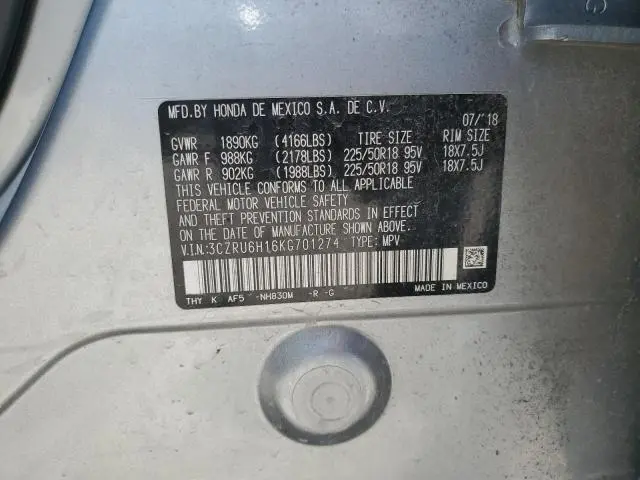 MFD.BY HONDA DE MEXICO S.A. DE C.V.
07/'18
GVWR 1890KG (4166LBS) TIRE SIZE RIM SIZE
GAWR F 988KG (2178LBS) 225/50R18 95V 18X7.5J
GAWR R 902KG (1988LBS) 225/50R18 95V 18X7.5J
THIS VEHICLE CONFORMS TO ALL APPLICABLE
FEDERAL MOTOR VEHICLE SAFETY
AND THEFT PREVENTION STANDARDS IN EFFECT
ON THE DATE OF MANUFACTURE SHOWN ABOVE.
V.I.N:3CZRU6H16KG701274 TYPE: MPV
THY K AF5 -NH830M -R -G MADE IN MEXICO